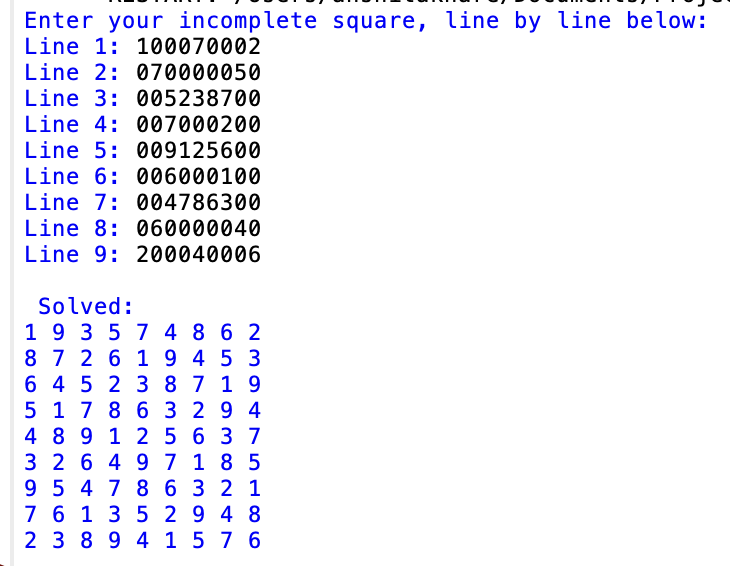 Enter your incomplete square, line by line below:
Line 1: 100070002
Line 2: 070000050
Line 3: 005238700
Line 4: 007000200
Line 5: 009125600
Line 6: 006000100
Line 7: 004786300
Line 8: 060000040
Line 9: 200040006
Solved:
1 9 3 5 7 4 8 6 2
8 7 2 6 1 9 4 5 3
6 4 5 2 3 8 7 1 9
5 1 7 8 6 3 2 9 4
4 8 9 1 2 5 6 3 7
3 2 6 4 9 7 1 8 5
9 5 4 7 8 6 3 2 1
7 6 1 3 5 2 9 4 8
2 3 8 9 4 1 5 7 6